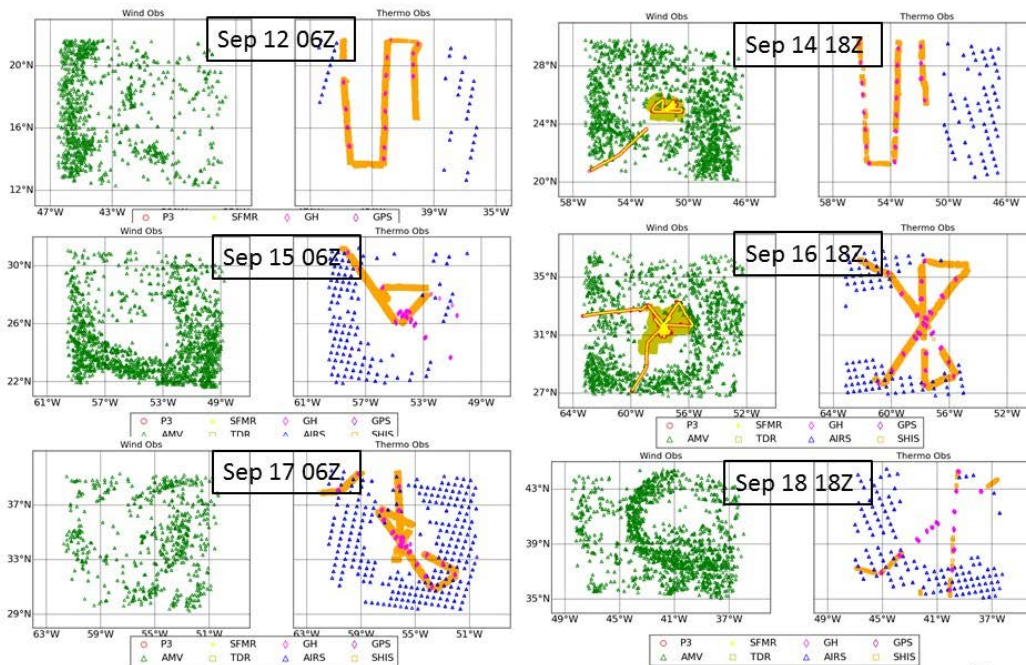 Wind Obs Thermo Obs
Sep 12 06Z
20°N
16°N
12°N
47°W 43°W 39°W 35°W
P3 SFMR GH GPS
Wind Obs Thermo Obs
Sep 14 18Z
28°N
24°N
20°N
58°W 54°W 50°W 46°W 58°W 54°W 50°W 46°W
Wind Obs Thermo Obs
Sep 15 06Z
30°N
26°N
22°N
61°W 57°W 53°W 49°W 61°W 57°W 53°W 49°W
P3 SFMR GH GPS
AMV TDR AIRS SHIS
Wind Obs Thermo Obs
Sep 16 18Z
35°N
31°N
27°N
64°W 60°W 56°W 52°W 64°W 60°W 56°W 52°W
P3 SFMR GH GPS
AMV TDR AIRS SHIS
Wind Obs Thermo Obs
Sep 17 06Z
37°N
33°N
29°N
63°W 59°W 55°W 51°W 63°W 59°W 55°W 51°W
P3 SFMR GH GPS
AMV TDR AIRS SHIS
Wind Obs Thermo Obs
Sep 18 18Z
43°N
39°N
35°N
49°W 45°W 41°W 37°W 49°W 45°W 41°W 37°W
P3 SFMR GH GPS
AMV TDR AIRS SHIS